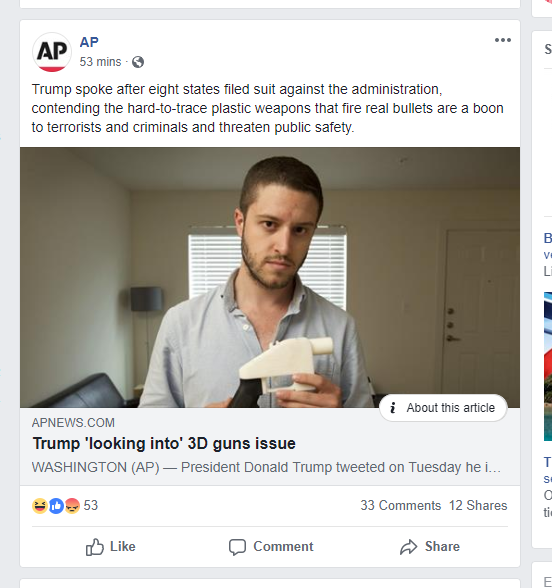 AP
AP
53 mins ·
Trump spoke after eight states filed suit against the administration,
contending the hard-to-trace plastic weapons that fire real bullets are a boon
to terrorists and criminals and threaten public safety.
i About this article
APNEWS.COM
Trump 'looking into' 3D guns issue
WASHINGTON (AP) — President Donald Trump tweeted on Tuesday he i...
53
33 Comments 12 Shares
Like Comment Share